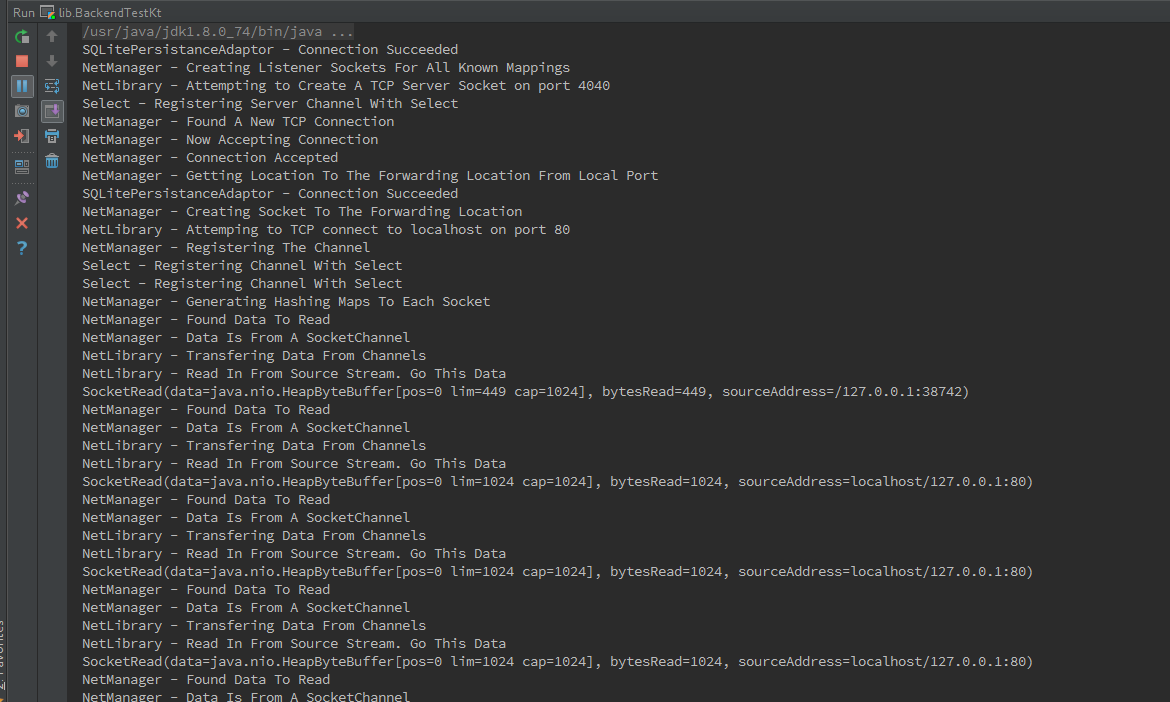 Run lib.BackendTestKt
/usr/java/jdk1.8.0_74/bin/java ...
SQLitePersistanceAdaptor - Connection Succeeded
NetManager - Creating Listener Sockets For All Known Mappings
NetLibrary - Attempting to Create A TCP Server Socket on port 4040
Select - Registering Server Channel With Select
NetManager - Found A New TCP Connection
NetManager - Now Accepting Connection
NetManager - Connection Accepted
NetManager - Getting Location To The Forwarding Location From Local Port
SQLitePersistanceAdaptor - Connection Succeeded
NetManager - Creating Socket To The Forwarding Location
NetLibrary - Attemping to TCP connect to localhost on port 80
NetManager - Registering The Channel
Select - Registering Channel With Select
Select - Registering Channel With Select
NetManager - Generating Hashing Maps To Each Socket
NetManager - Found Data To Read
NetManager - Data Is From A SocketChannel
NetLibrary - Transfering Data From Channels
NetLibrary - Read In From Source Stream. Go This Data
SocketRead(data=java.nio.HeapByteBuffer[pos=0 lim=449 cap=1024], bytesRead=449, sourceAddress=/127.0.0.1:38742)
NetManager - Found Data To Read
NetManager - Data Is From A SocketChannel
NetLibrary - Transfering Data From Channels
NetLibrary - Read In From Source Stream. Go This Data
SocketRead(data=java.nio.HeapByteBuffer[pos=0 lim=1024 cap=1024], bytesRead=1024, sourceAddress=localhost/127.0.0.1:80)
NetManager - Found Data To Read
NetManager - Data Is From A SocketChannel
NetLibrary - Transfering Data From Channels
NetLibrary - Read In From Source Stream. Go This Data
SocketRead(data=java.nio.HeapByteBuffer[pos=0 lim=1024 cap=1024], bytesRead=1024, sourceAddress=localhost/127.0.0.1:80)
NetManager - Found Data To Read
NetManager - Data Is From A SocketChannel
NetLibrary - Transfering Data From Channels
NetLibrary - Read In From Source Stream. Go This Data
SocketRead(data=java.nio.HeapByteBuffer[pos=0 lim=1024 cap=1024], bytesRead=1024, sourceAddress=localhost/127.0.0.1:80)
NetManager - Found Data To Read
NetManager - Data Is From A SocketChannel